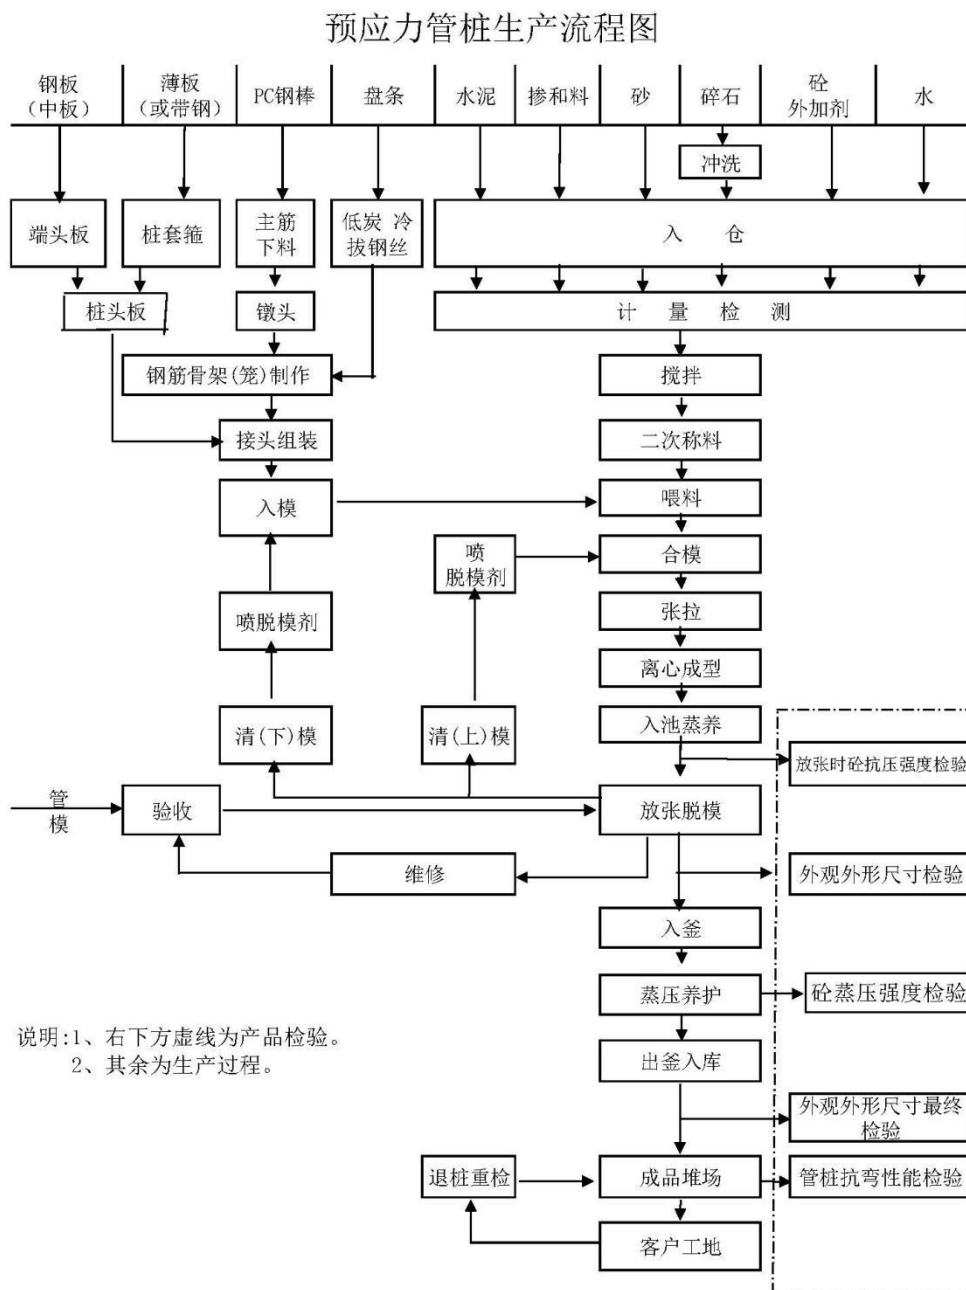 预应力管桩生产流程图
钢板
(中板)
薄板
(或带钢)
PC钢棒
盘条
水泥
掺和料
砂
碎石
砼
外加剂
水
冲洗
端头板
桩套箍
主筋
下料
低炭 冷
拔钢丝
入 仓
桩头板
镦头
计 量 检 测
钢筋骨架(笼)制作
搅拌
接头组装
二次称料
入模
喂料
喷
脱模剂
合模
喷脱模剂
张拉
离心成型
清(下)模
清(上)模
入池蒸养
放张时砼抗压强度检验
管
模
验收
放张脱模
维修
外观外形尺寸检验
入釜
蒸压养护
砼蒸压强度检验
说明:1、右下方虚线为产品检验。
2、其余为生产过程。
出釜入库
外观外形尺寸最终
检验
退桩重检
成品堆场
管桩抗弯性能检验
客户工地